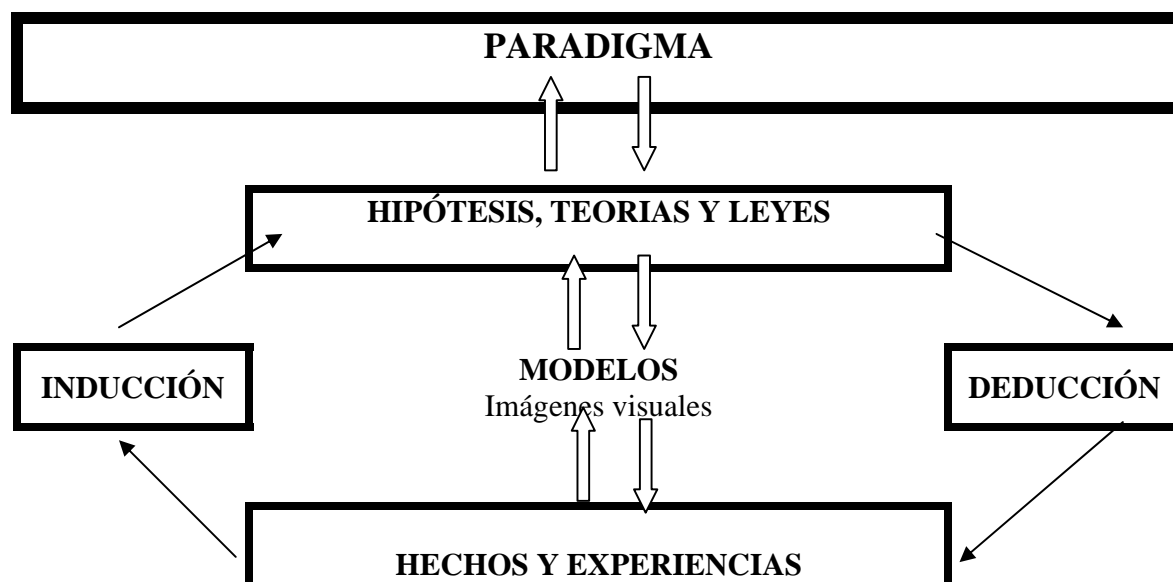 PARADIGMA
HIPÓTESIS, TEORIAS Y LEYES
INDUCCIÓN
MODELOS
Imágenes visuales
DEDUCCIÓN
HECHOS Y EXPERIENCIAS